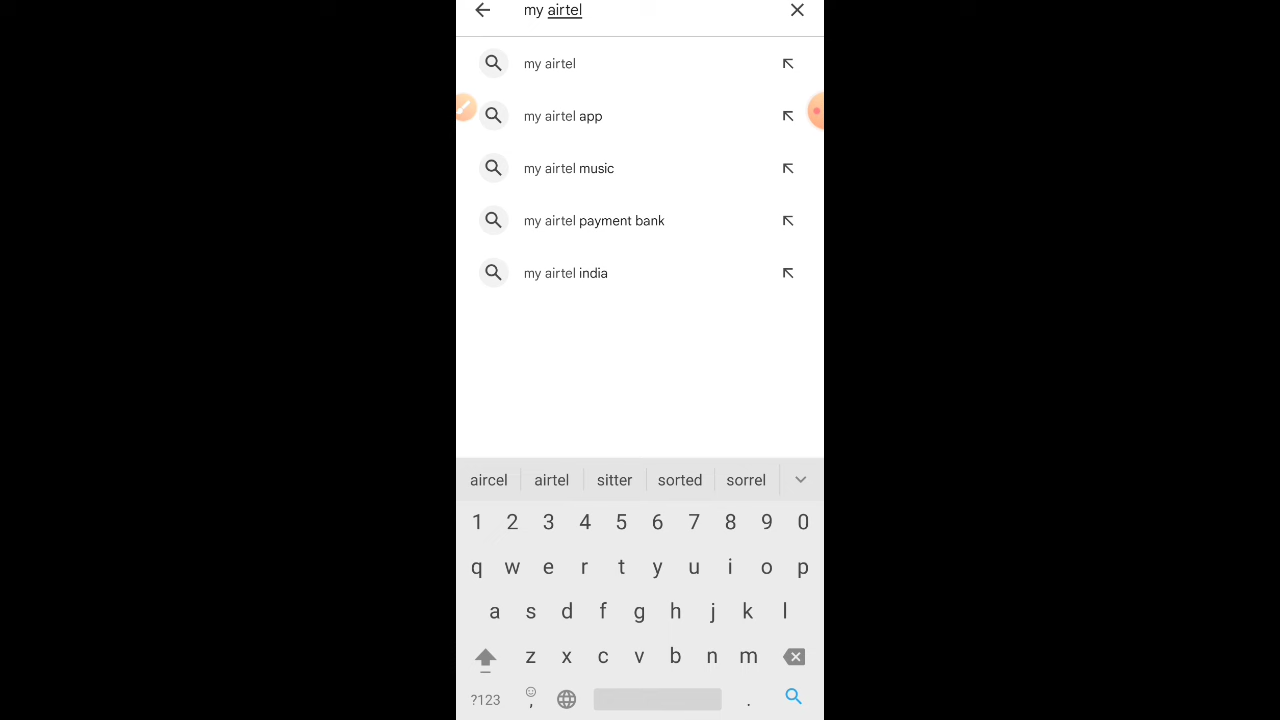 my airtel
my airtel
my airtel app
my airtel music
my airtel payment bank
my airtel india
aircel airtel sitter sorted sorrel
1 2 3 4 5 6 7 8 9 0
q w e r t y u i o p
a s d f g h j k l
z x c v b n m
?123 , .